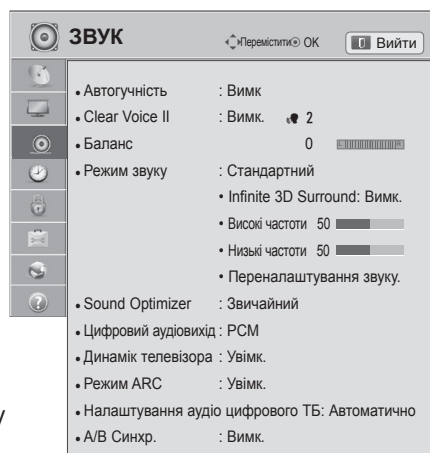 ЗВУК
Перемістити OK
Вийти
• Автогучність : Вимк
• Clear Voice II : Вимк. 2
• Баланс 0 L R
• Режим звуку : Стандартний
• Infinite 3D Surround: Вимк.
• Високі частоти 50
• Низькі частоти 50
• Переналаштування звуку.
• Sound Optimizer : Звичайний
• Цифровий аудіовихід : PCM
• Динамік телевізора : Увімк.
• Режим ARC : Увімк.
у
• Налаштування аудіо цифрового ТБ: Автоматично
• А/В Синхр. : Вимк.